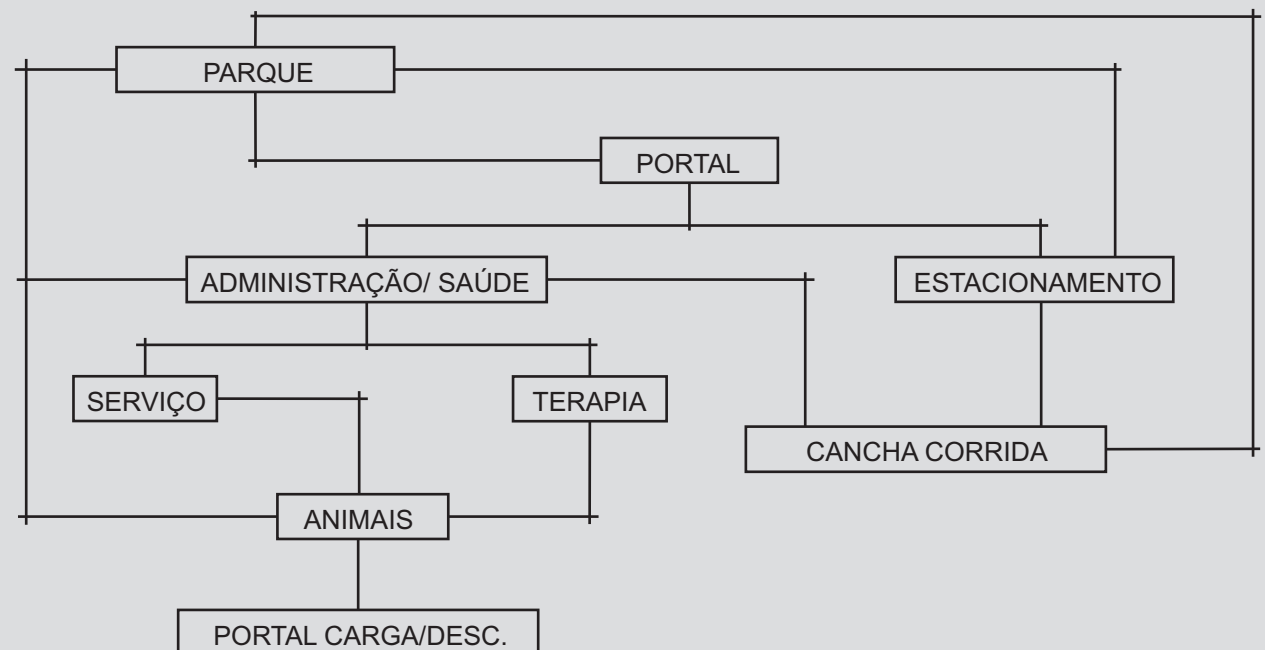 PARQUE
PORTAL
ADMINISTRAÇÃO/ SAÚDE
ESTACIONAMENTO
SERVIÇO
TERAPIA
CANCHA CORRIDA
ANIMAIS
PORTAL CARGA/DESC.